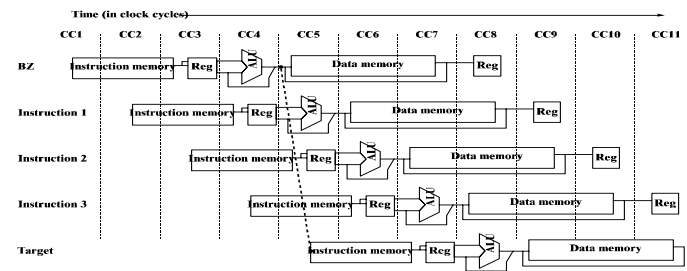 Time (in clock cycles)
CC1 CC2 CC3 CC4 CC5 CC6 CC7 CC8 CC9 CC10 CC11
BZ Instruction memory Reg ALU Data memory Reg
Instruction 1 Instruction memory Reg ALU Data memory Reg
Instruction 2 Instruction memory Reg ALU Data memory Reg
Instruction 3 Instruction memory Reg ALU Data memory Reg
Target Instruction memory Reg ALU Data memory